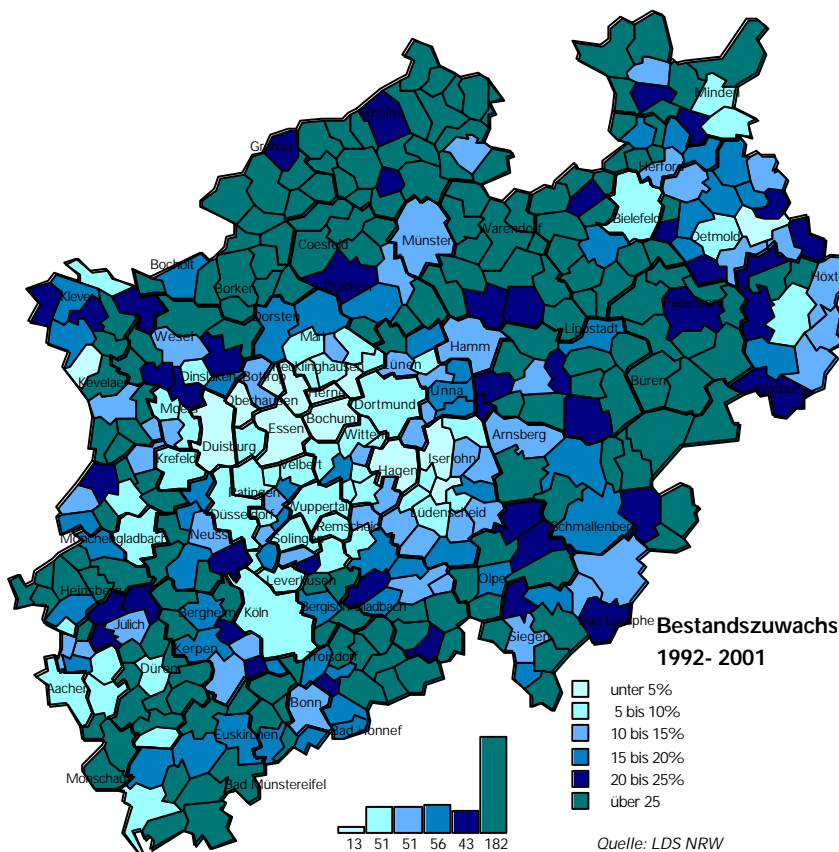 Minden
Rheine
Gronau
Herford
Bielefeld
Warendorf
Münster
Detmold
Coesfeld
Bocholt
Höxter
Borken
Dülmen
Kleve
Paderborn
Dorsten
Lippstadt
Wesel
Marl
Hamm
Recklinghausen
Lünen
Kevelaer
Dinslaken
Bottrop
Büren
Unna
Warburg
Oberhausen
Herne
Dortmund
Moers
Bochum
Essen
Witten
Arnsberg
Duisburg
Krefeld
Velbert
Hagen
Iserlohn
Ratingen
Wuppertal
Düsseldorf
Lüdenscheid
Schmallenberg
Neuss
Remscheid
Mönchengladbach
Solingen
Leverkusen
Olpe
Heinsberg
Bergheim
Köln
Bergisch Gladbach
Bad Laasphe
Jülich
Siegen
Kerpen
Troisdorf
Düren
Aachen
Bonn
Euskirchen
Bad Honnef
Monschau
Bad Münstereifel
Bestandszuwachs
1992- 2001
unter 5%
5 bis 10%
10 bis 15%
15 bis 20%
20 bis 25%
über 25
13 51 51 56 43 182
Quelle: LDS NRW